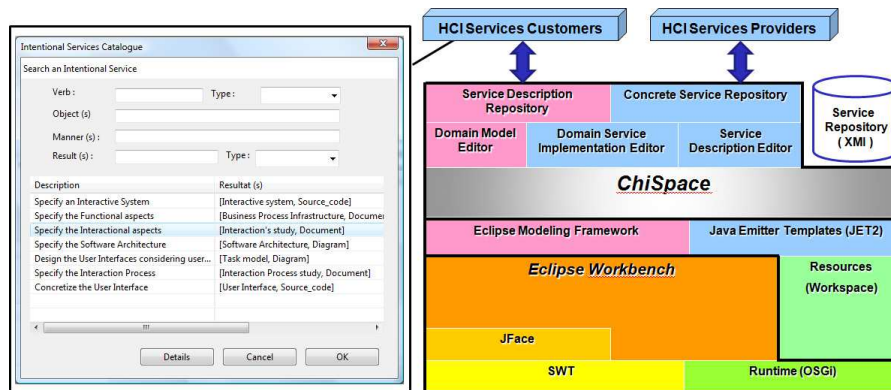 Intentional Services Catalogue
Search an Intentional Service
Verb :
Type :
Object (s)
Manner (s) :
Result (s) :
Type :
Description Resultat (s)
Specify an Interactive System [Interactive system, Source_code]
Specify the Functional aspects [Business Process Infrastructure, Documen
Specify the Interactional aspects [Interaction's study, Document]
Specify the Software Architecture [Software Architecture, Diagram]
Design the User Interfaces considering user... [Task model, Diagram]
Specify the Interaction Process [Interaction Process study, Document]
Concretize the User Interface [User Interface, Source_code]
Details Cancel OK
HCI Services Customers
HCI Services Providers
Service Description
Repository
Concrete Service Repository
Domain Model
Editor
Domain Service
Implementation Editor
Service
Description Editor
Service
Repository
( XMI )
ChiSpace
Eclipse Modeling Framework
Java Emitter Templates (JET2)
Eclipse Workbench
Resources
(Workspace)
JFace
SWT
Runtime (OSGi)